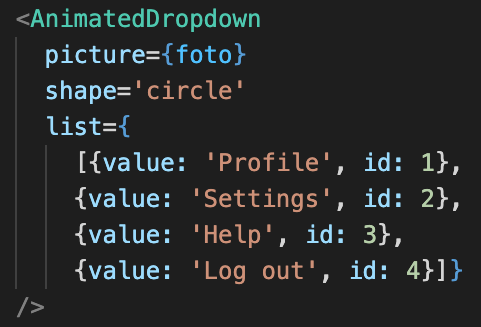 <AnimatedDropdown
picture={foto}
shape='circle'
list={
[{value: 'Profile', id: 1},
{value: 'Settings', id: 2},
{value: 'Help', id: 3},
{value: 'Log out', id: 4}]}
/>